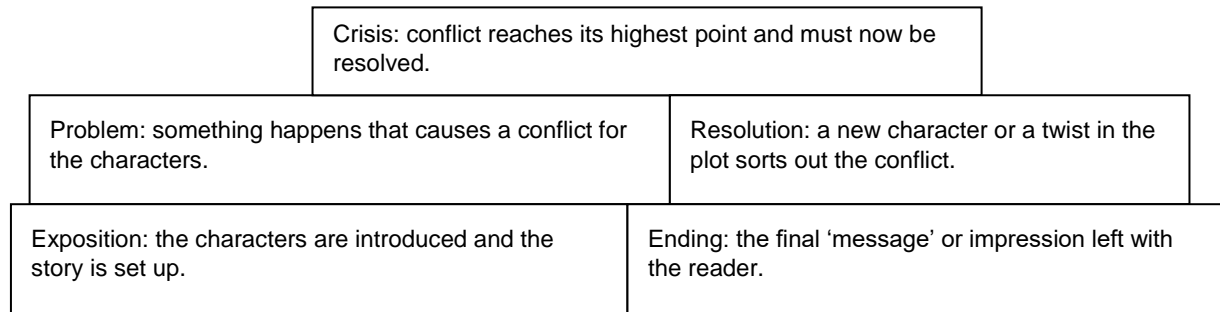 Crisis: conflict reaches its highest point and must now be
resolved.
Problem: something happens that causes a conflict for
the characters.
Resolution: a new character or a twist in the
plot sorts out the conflict.
Exposition: the characters are introduced and the
story is set up.
Ending: the final ‘message’ or impression left with
the reader.